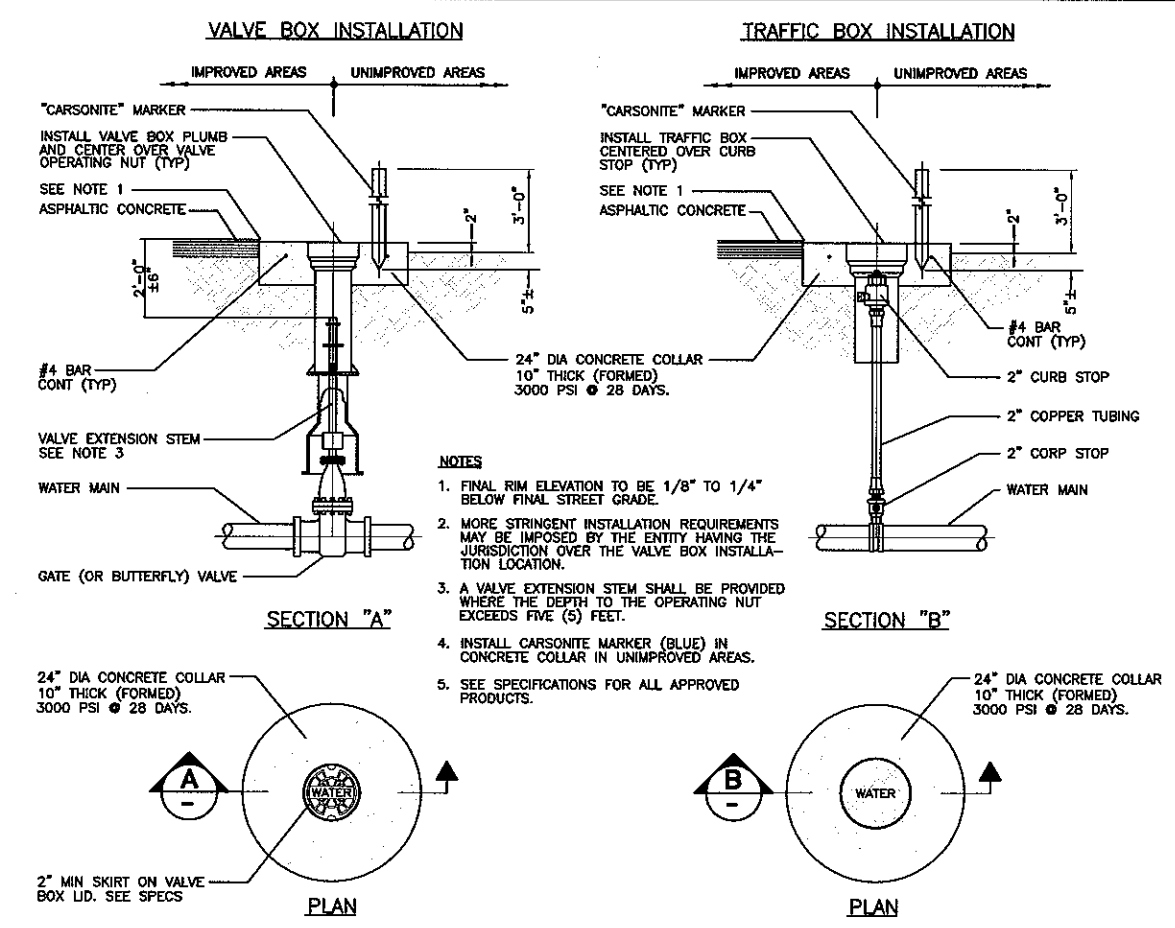 VALVE BOX INSTALLATION
IMPROVED AREAS
UNIMPROVED AREAS
"CARSONITE" MARKER
INSTALL VALVE BOX PLUMB
AND CENTER OVER VALVE
OPERATING NUT (TYP)
SEE NOTE 1
ASPHALTIC CONCRETE
2'-0"
±6"
2"
3'-0"
5"±
#4 BAR
CONT (TYP)
24" DIA CONCRETE COLLAR
10" THICK (FORMED)
3000 PSI @ 28 DAYS.
VALVE EXTENSION STEM
SEE NOTE 3
WATER MAIN
GATE (OR BUTTERFLY) VALVE
SECTION "A"
TRAFFIC BOX INSTALLATION
IMPROVED AREAS
UNIMPROVED AREAS
"CARSONITE" MARKER
INSTALL TRAFFIC BOX
CENTERED OVER CURB
STOP (TYP)
SEE NOTE 1
ASPHALTIC CONCRETE
2"
3'-0"
5"±
#4 BAR
CONT (TYP)
2" CURB STOP
2" COPPER TUBING
2" CORP STOP
WATER MAIN
SECTION "B"
NOTES
1. FINAL RIM ELEVATION TO BE 1/8" TO 1/4"
BELOW FINAL STREET GRADE.
2. MORE STRINGENT INSTALLATION REQUIREMENTS
MAY BE IMPOSED BY THE ENTITY HAVING THE
JURISDICTION OVER THE VALVE BOX INSTALLA-
TION LOCATION.
3. A VALVE EXTENSION STEM SHALL BE PROVIDED
WHERE THE DEPTH TO THE OPERATING NUT
EXCEEDS FIVE (5) FEET.
4. INSTALL CARSONITE MARKER (BLUE) IN
CONCRETE COLLAR IN UNIMPROVED AREAS.
5. SEE SPECIFICATIONS FOR ALL APPROVED
PRODUCTS.
24" DIA CONCRETE COLLAR
10" THICK (FORMED)
3000 PSI @ 28 DAYS.
A
-
WATER
2" MIN SKIRT ON VALVE
BOX LID. SEE SPECS
PLAN
24" DIA CONCRETE COLLAR
10" THICK (FORMED)
3000 PSI @ 28 DAYS.
B
-
WATER
PLAN